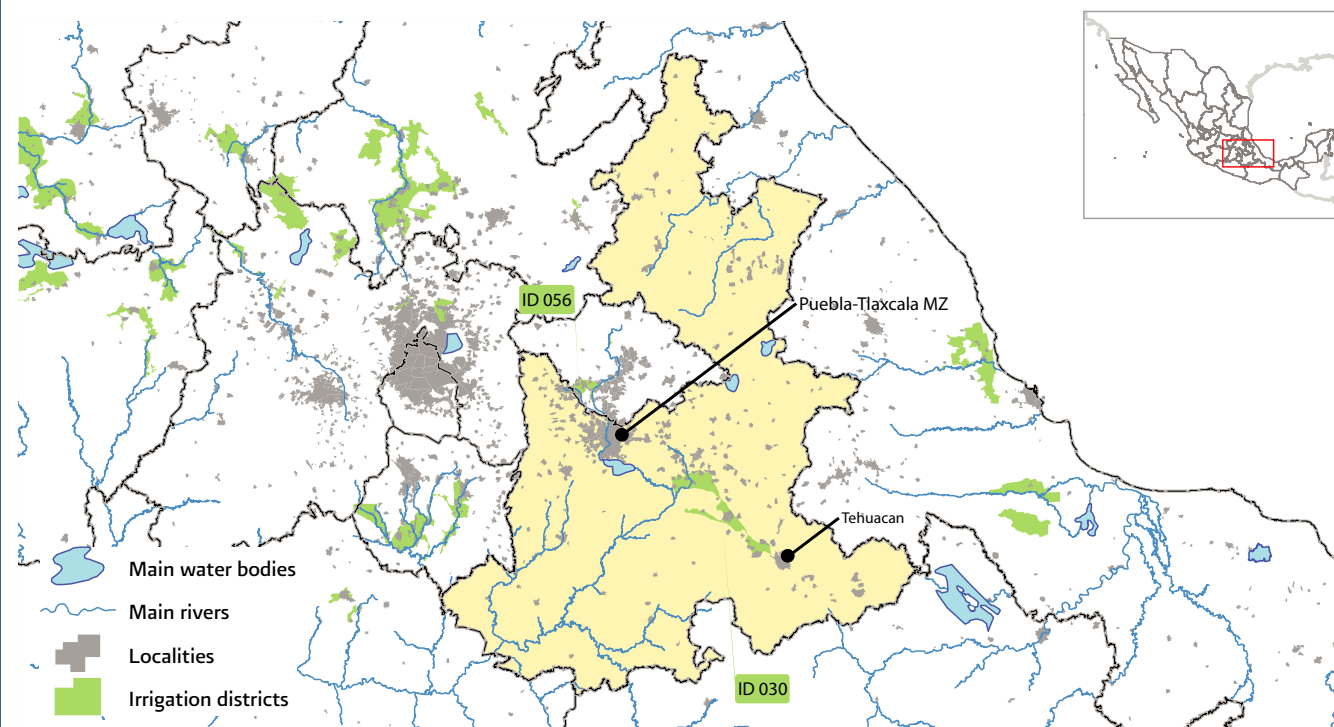 ID 056
Puebla-Tlaxcala MZ
Tehuacan
Main water bodies
Main rivers
Localities
Irrigation districts
ID 030